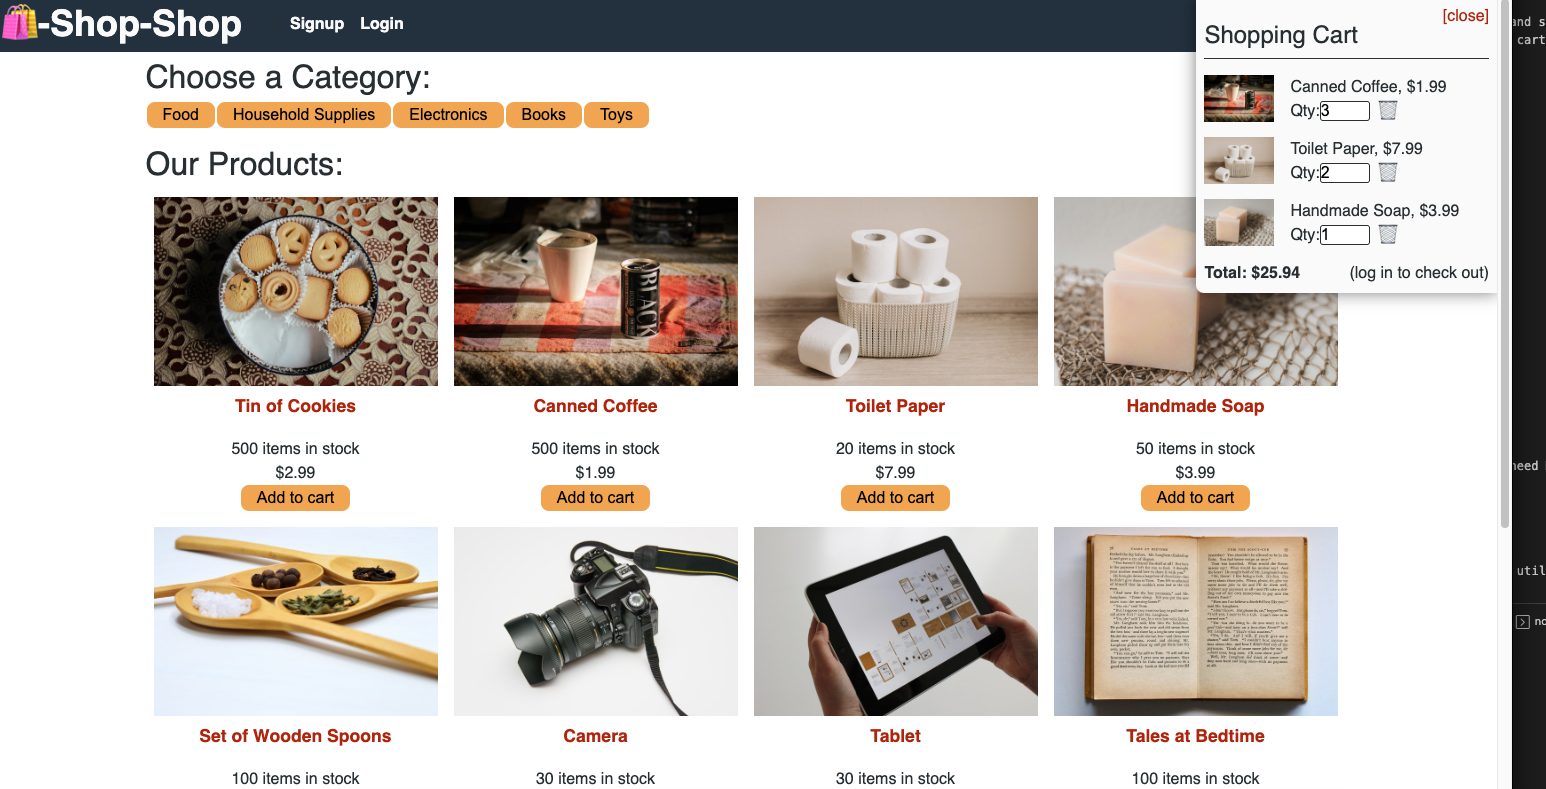 -Shop-Shop
Signup Login
Choose a Category:
Food Household Supplies Electronics Books Toys
Our Products:
BLACK
Tin of Cookies Canned Coffee Toilet Paper Handmade Soap
500 items in stock 500 items in stock 20 items in stock 50 items in stock
$2.99 $1.99 $7.99 $3.99
Add to cart Add to cart Add to cart Add to cart
Set of Wooden Spoons Camera Tablet Tales at Bedtime
100 items in stock 30 items in stock 30 items in stock 100 items in stock
[close]
Shopping Cart
Canned Coffee, $1.99
Qty:3
Toilet Paper, $7.99
Qty:2
Handmade Soap, $3.99
Qty:1
Total: $25.94 (log in to check out)
and s
cart
need
util
no